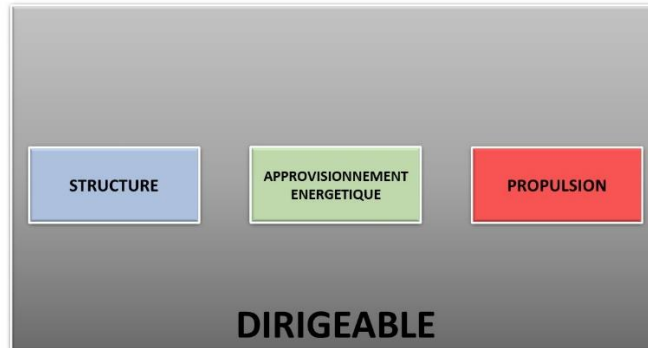 STRUCTURE
APPROVISIONNEMENT
ENERGETIQUE
PROPULSION
DIRIGEABLE